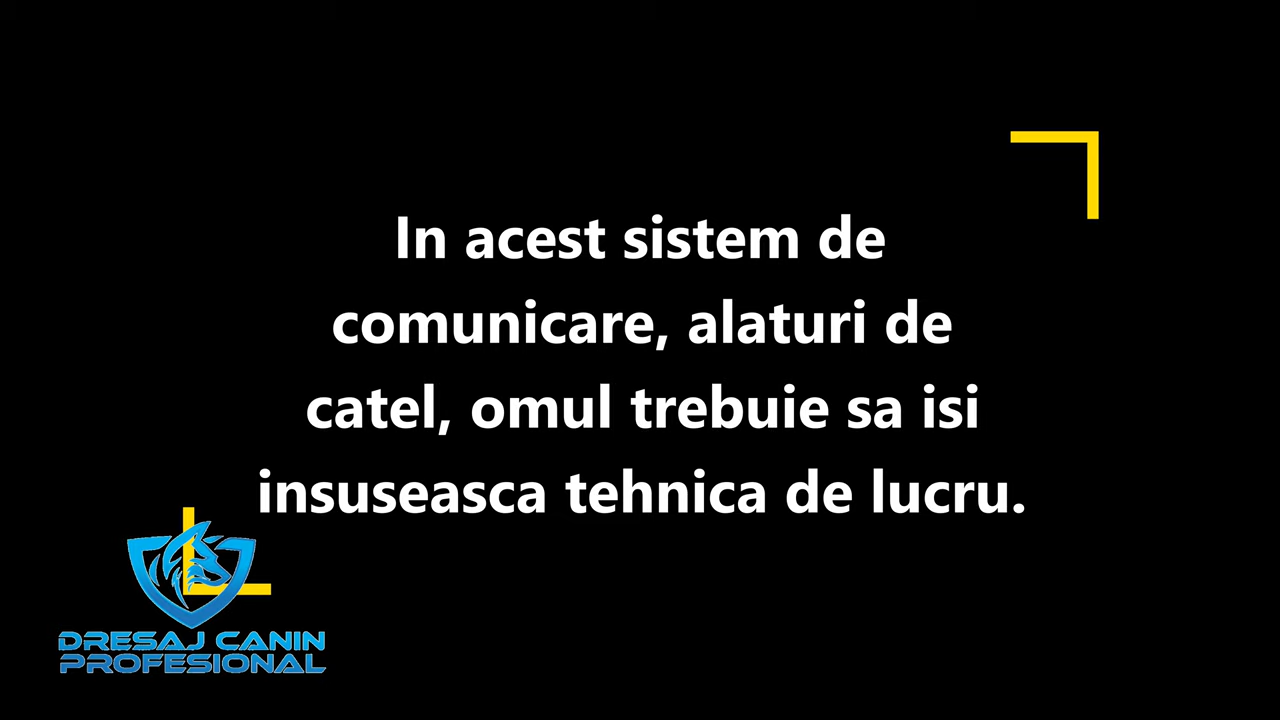 In acest sistem de
comunicare, alaturi de
catel, omul trebuie sa isi
insuseasca tehnica de lucru.
DRESAJ CANIN
PROFESIONAL